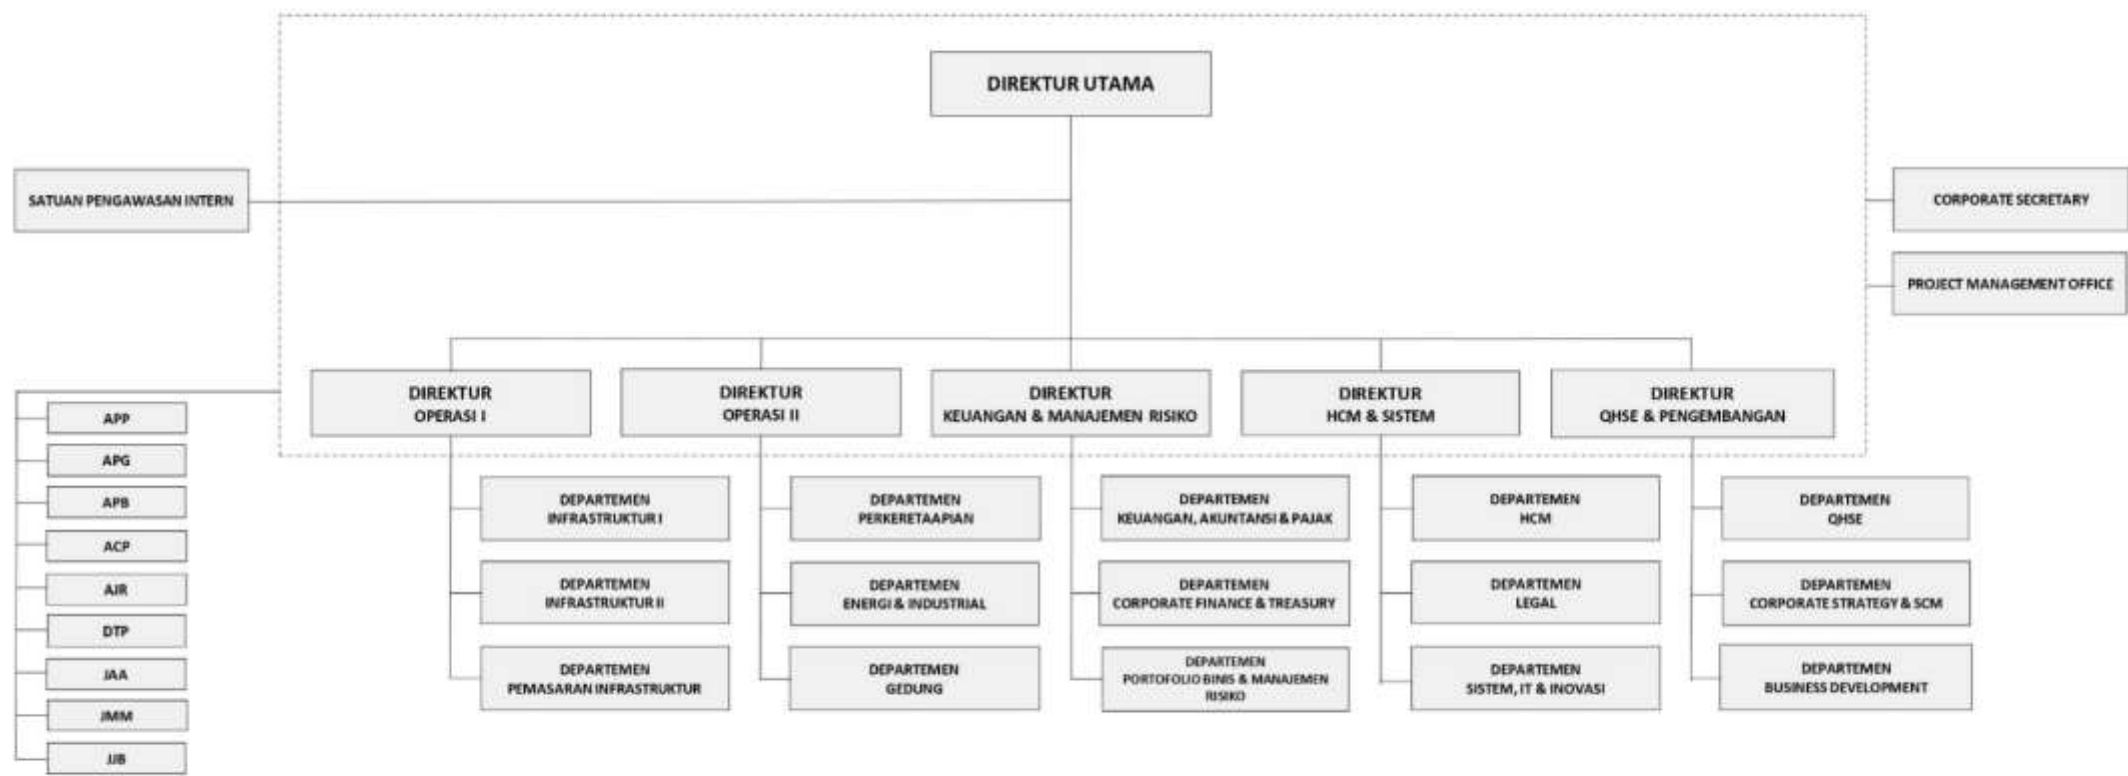 DIREKTUR UTAMA
SATUAN PENGAWASAN INTERN
CORPORATE SECRETARY
PROJECT MANAGEMENT OFFICE
DIREKTUR
OPERASI I
DIREKTUR
OPERASI II
DIREKTUR
KEUANGAN & MANAJEMEN RISIKO
DIREKTUR
HCM & SISTEM
DIREKTUR
QHSE & PENGEMBANGAN
APP
APG
APB
ACP
AJR
DTP
JAA
JMM
JJB
DEPARTEMEN
INFRASTRUKTUR I
DEPARTEMEN
INFRASTRUKTUR II
DEPARTEMEN
PEMASARAN INFRASTRUKTUR
DEPARTEMEN
PERKERETAAPIAN
DEPARTEMEN
ENERGI & INDUSTRIAL
DEPARTEMEN
GEDUNG
DEPARTEMEN
KEUANGAN, AKUNTANSI & PAJAK
DEPARTEMEN
CORPORATE FINANCE & TREASURY
DEPARTEMEN
PORTOFOLIO BINIS & MANAJEMEN
RISIKO
DEPARTEMEN
HCM
DEPARTEMEN
LEGAL
DEPARTEMEN
SISTEM, IT & INOVASI
DEPARTEMEN
QHSE
DEPARTEMEN
CORPORATE STRATEGY & SCM
DEPARTEMEN
BUSINESS DEVELOPMENT